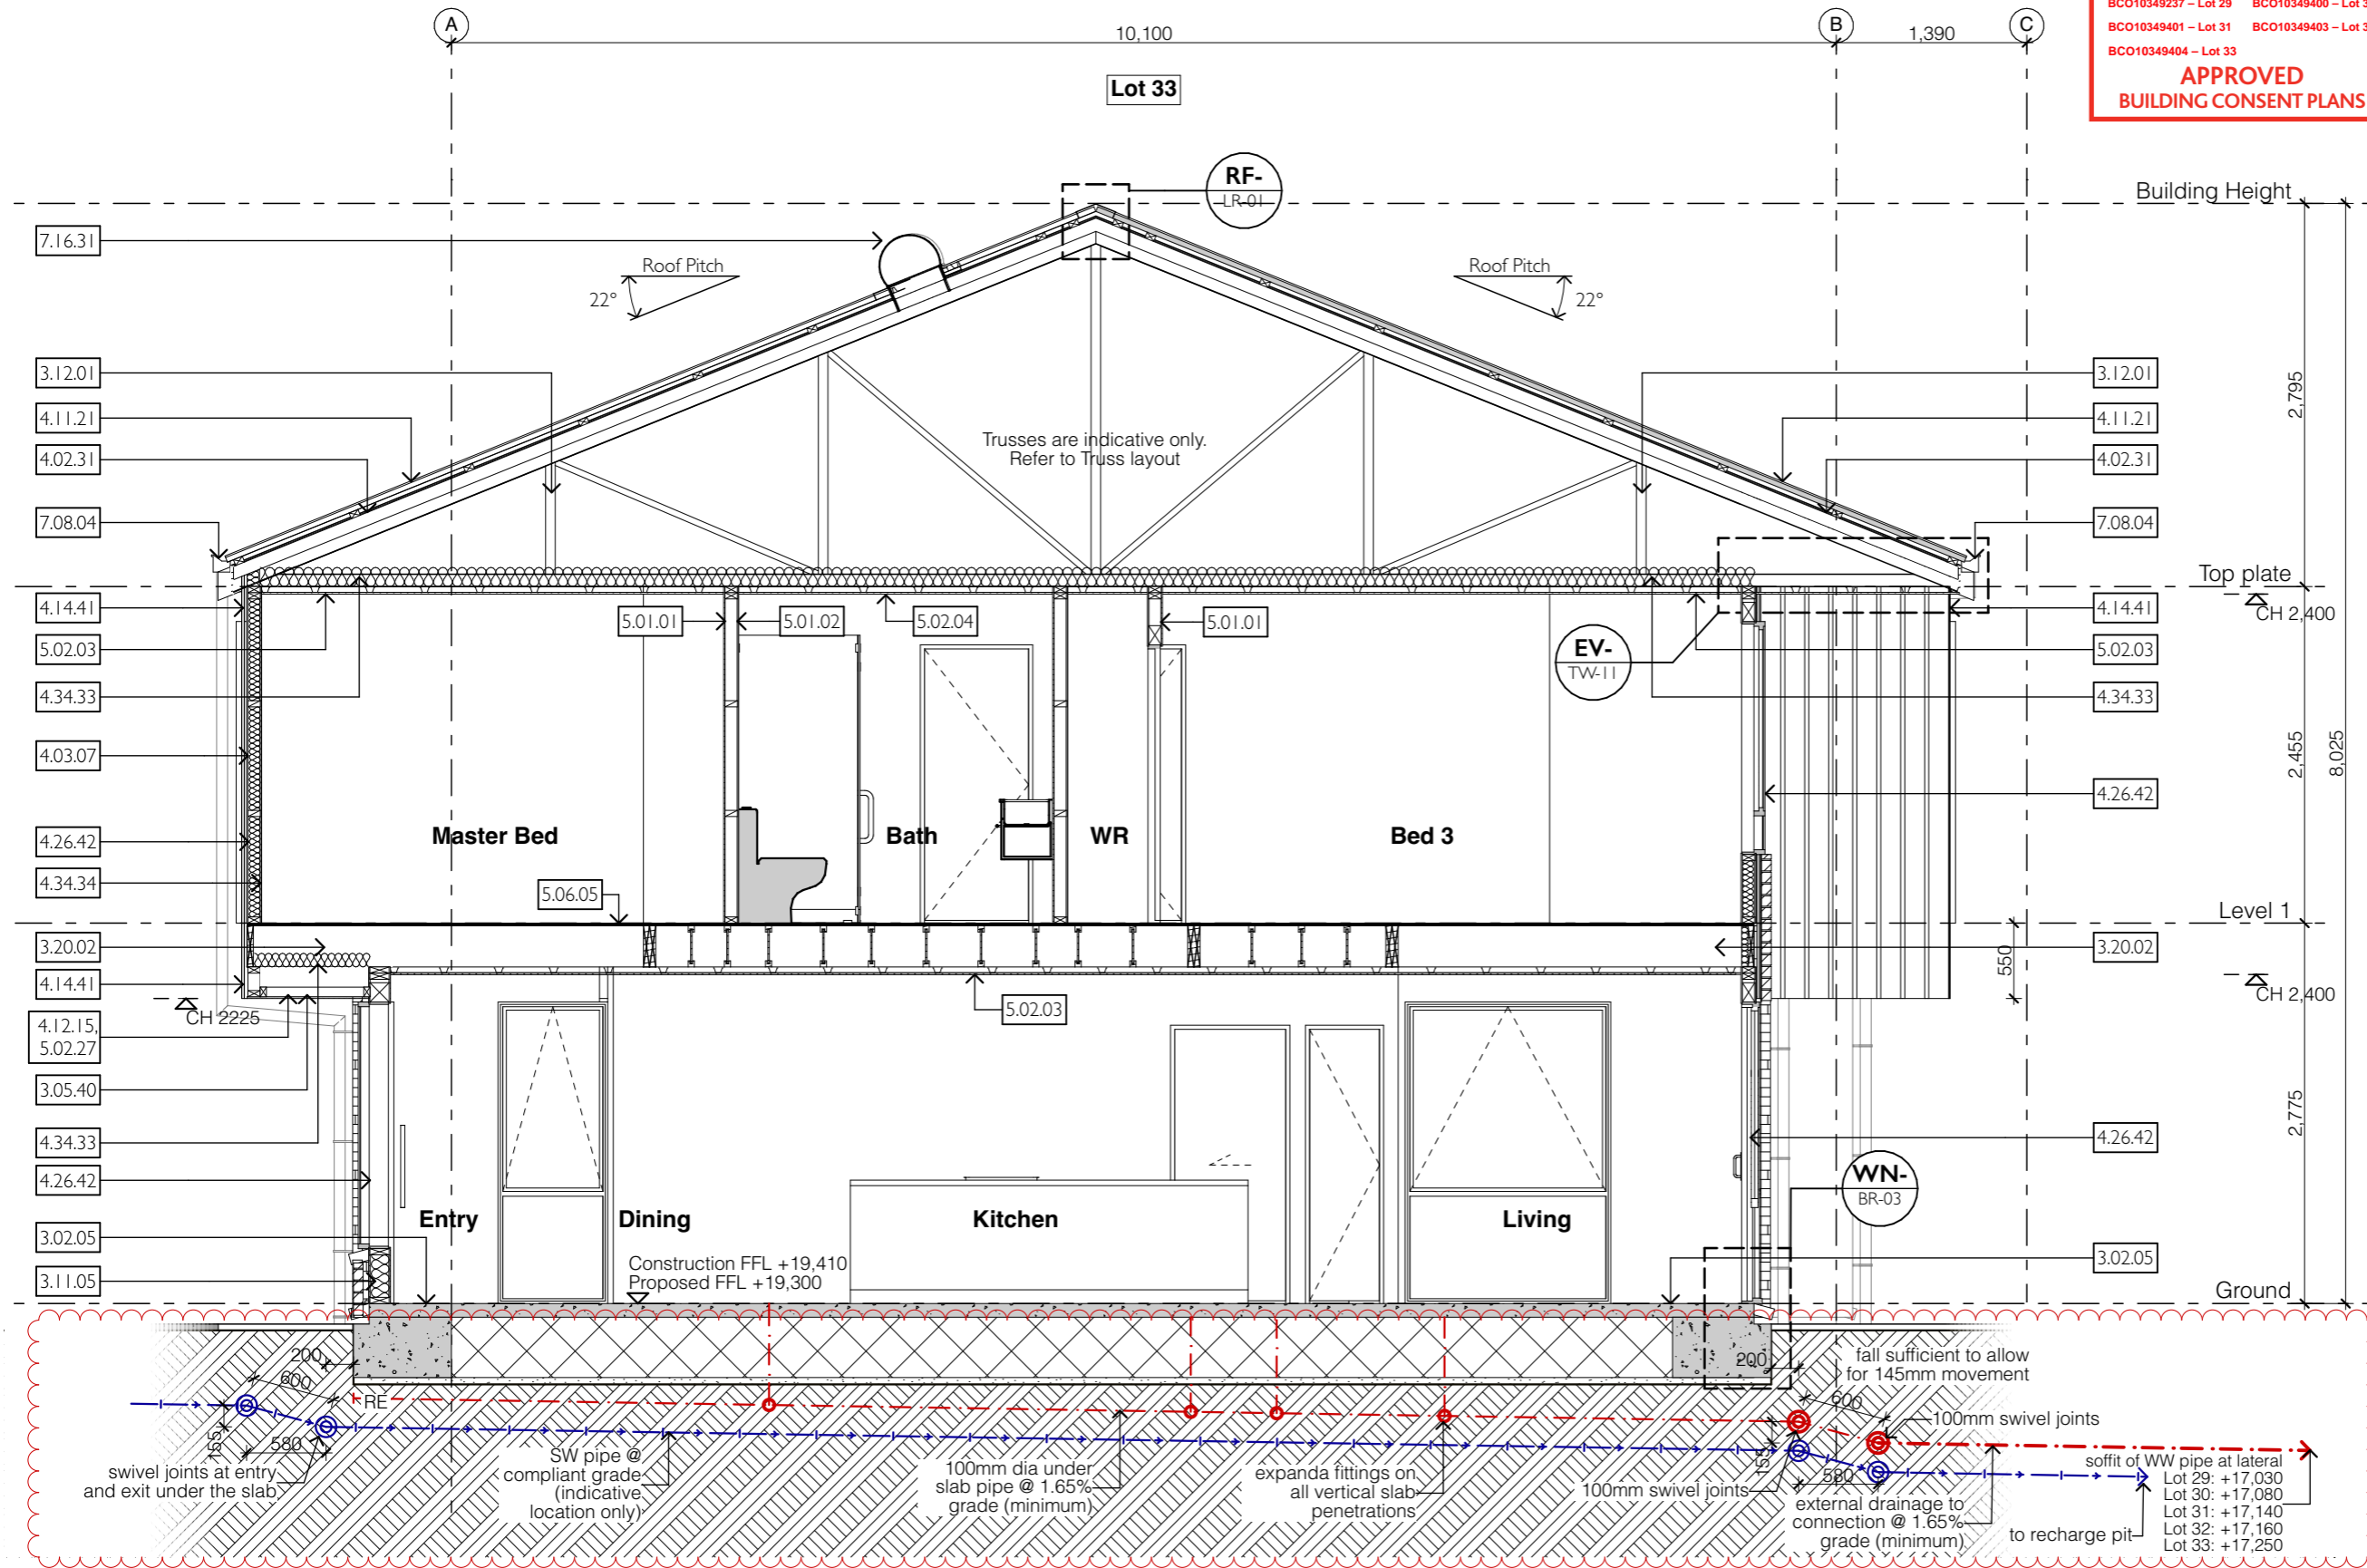 BCO10349237 – Lot 29 BCO10349400 – Lot 3
BCO10349401 – Lot 31 BCO10349403 – Lot 3
BCO10349404 – Lot 33
APPROVED
BUILDING CONSENT PLANS
A
10,100
B
1,390
C
Lot 33
RF-
LR-01
Building Height
7.16.31
Roof Pitch
22°
Roof Pitch
22°
3.12.01
4.11.21
4.02.31
7.08.04
Trusses are indicative only.
Refer to Truss layout
3.12.01
4.11.21
4.02.31
7.08.04
2,795
Top plate
CH 2,400
4.14.41
5.02.03
4.34.33
4.03.07
4.26.42
4.34.34
5.01.01
5.01.02
5.02.04
5.01.01
EV-
TW-11
4.14.41
5.02.03
4.34.33
4.26.42
2,455
8,025
Master Bed
Bath
WR
Bed 3
5.06.05
Level 1
3.20.02
4.14.41
CH 2225
4.12.15,
5.02.27
3.05.40
4.34.33
4.26.42
3.02.05
3.11.05
5.02.03
3.20.02
550
CH 2,400
2,775
4.26.42
WN-
BR-03
3.02.05
Entry
Dining
Kitchen
Living
Construction FFL +19,410
Proposed FFL +19,300
Ground
200
600
RE
155
580
swivel joints at entry
and exit under the slab
SW pipe @
compliant grade
(indicative
location only)
100mm dia under
slab pipe @ 1.65%
grade (minimum)
expanda fittings on
all vertical slab
penetrations
200
fall sufficient to allow
for 145mm movement
600
100mm swivel joints
155
580
100mm swivel joints
external drainage to
connection @ 1.65%
grade (minimum)
to recharge pit
soffit of WW pipe at lateral
Lot 29: +17,030
Lot 30: +17,080
Lot 31: +17,140
Lot 32: +17,160
Lot 33: +17,250